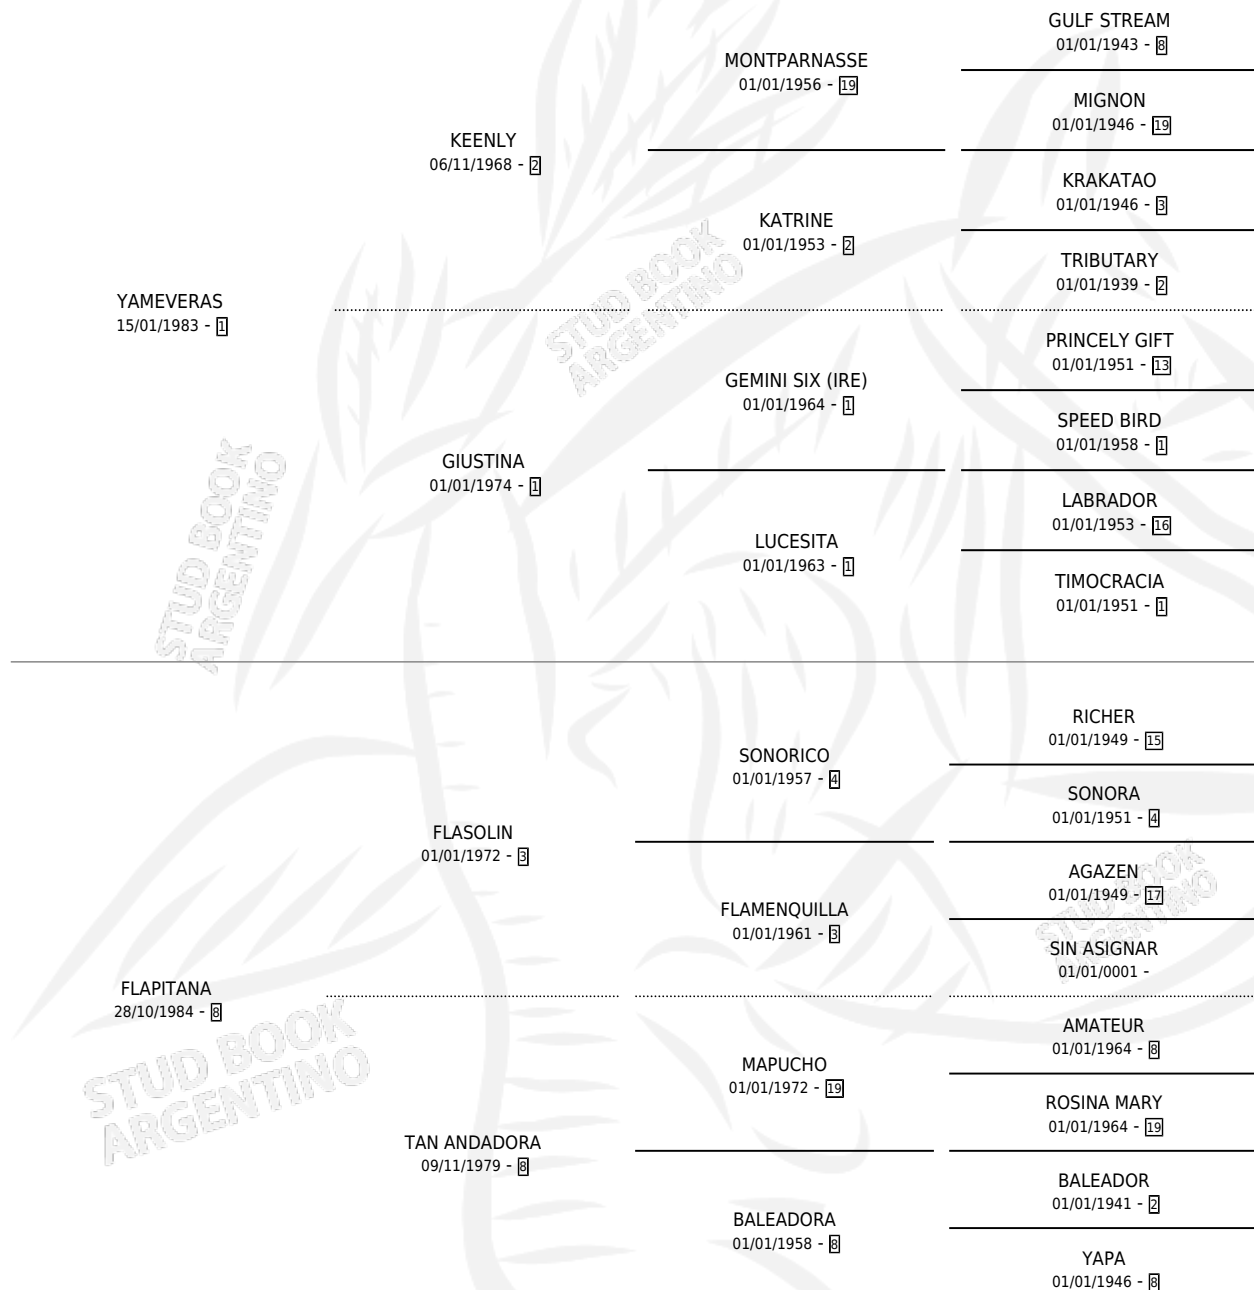 GULF STREAM
01/01/1943 - 8
MONTPARNASSE
01/01/1956 - 19
MIGNON
01/01/1946 - 19
KEENLY
06/11/1968 - 2
KRAKATAO
01/01/1946 - 3
KATRINE
01/01/1953 - 2
TRIBUTARY
01/01/1939 - 2
YAMEVERAS
15/01/1983 - 1
STUD BOOK
ARGENTINO
PRINCELY GIFT
01/01/1951 - 13
GEMINI SIX (IRE)
01/01/1964 - 1
SPEED BIRD
01/01/1958 - 1
GIUSTINA
01/01/1974 - 1
STUD BOOK
ARGENTINO
LABRADOR
01/01/1953 - 16
LUCESITA
01/01/1963 - 1
TIMOCRACIA
01/01/1951 - 1
RICHER
01/01/1949 - 15
SONORICO
01/01/1957 - 4
SONORA
01/01/1951 - 4
FLASOLIN
01/01/1972 - 3
AGAZEN
01/01/1949 - 17
STUD BOOK
ARGENTINO
FLAMENQUILLA
01/01/1961 - 3
SIN ASIGNAR
01/01/0001 -
FLAPITANA
28/10/1984 - 8
STUD BOOK
ARGENTINO
AMATEUR
01/01/1964 - 8
MAPUCHO
01/01/1972 - 19
ROSINA MARY
01/01/1964 - 19
TAN ANDADORA
09/11/1979 - 8
BALEADOR
01/01/1941 - 2
BALEADORA
01/01/1958 - 8
YAPA
01/01/1946 - 8